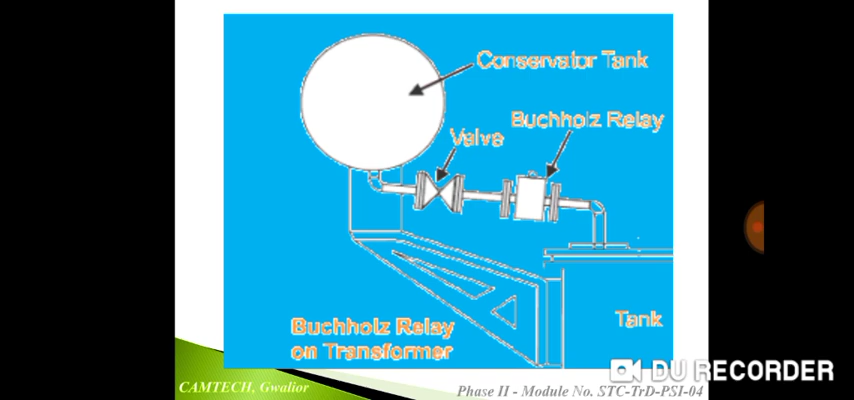 Conservator Tank
Buchholz Relay
Valve
Tank
Buchholz Relay
on Transformer
DU RECORDER
CAMTECH, Gwalior
Phase II - Module No. STC-TrD-PSI-04